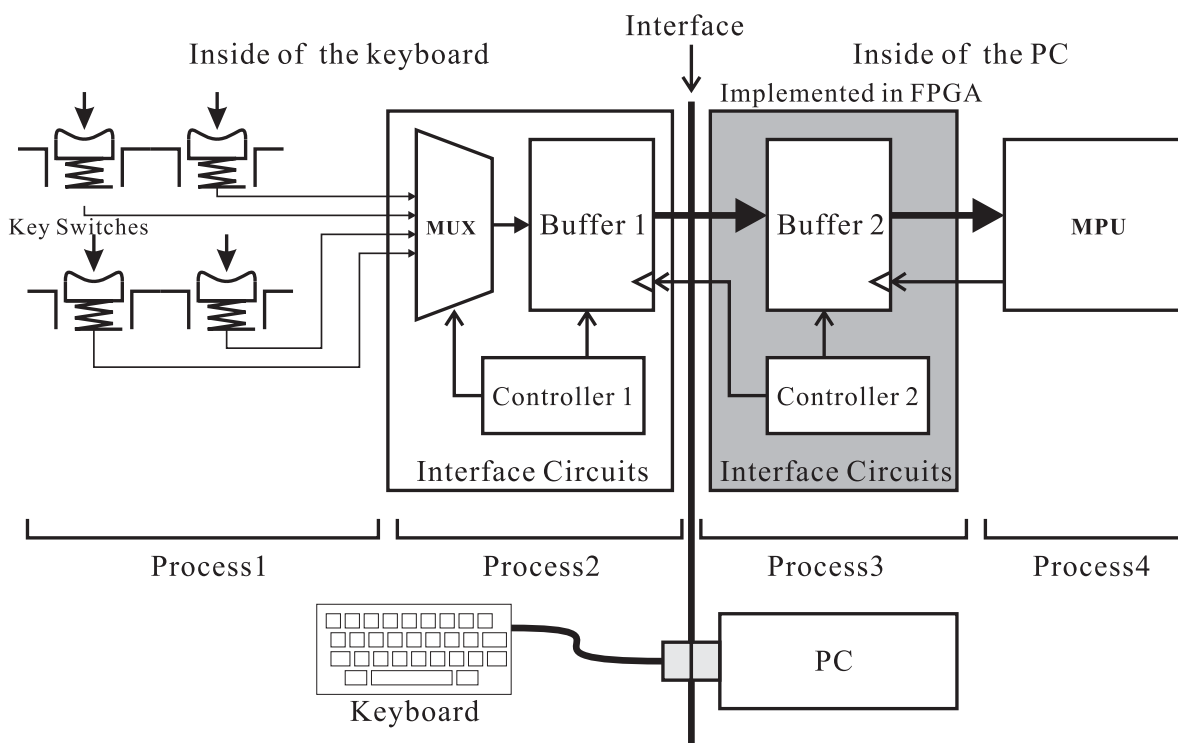 Interface
Inside of the keyboard
Inside of the PC
Implemented in FPGA
Key Switches
MUX
Buffer 1
Buffer 2
MPU
Controller 1
Controller 2
Interface Circuits
Interface Circuits
Process1
Process2
Process3
Process4
PC
Keyboard